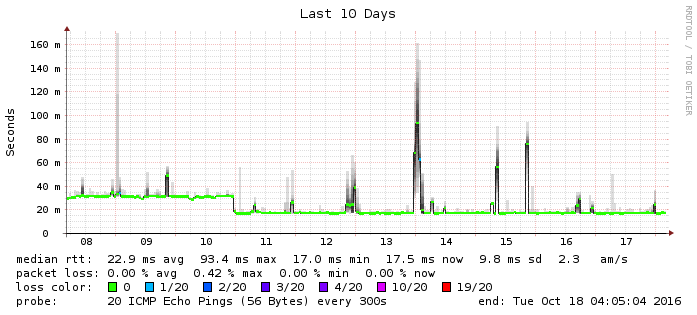 Last 10 Days
RRDTOOL / TOBI OETIKER
Seconds
160 m
140 m
120 m
100 m
80 m
60 m
40 m
20 m
0
08 09 10 11 12 13 14 15 16 17
median rtt: 22.9 ms avg 93.4 ms max 17.0 ms min 17.5 ms now 9.8 ms sd 2.3 am/s
packet loss: 0.00 % avg 0.42 % max 0.00 % min 0.00 % now
loss color: 0 1/20 2/20 3/20 4/20 10/20 19/20
probe: 20 ICMP Echo Pings (56 Bytes) every 300s end: Tue Oct 18 04:05:04 2016